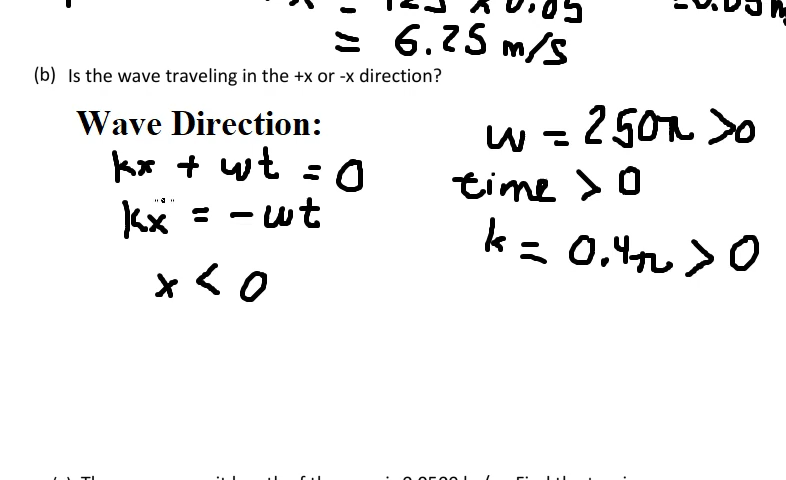 = 6.25 m/s
(b) Is the wave traveling in the +x or -x direction?
Wave Direction:
kx + wt = 0
kx = - wt
x < 0
w = 250π >0
time > 0
k = 0.4π > 0